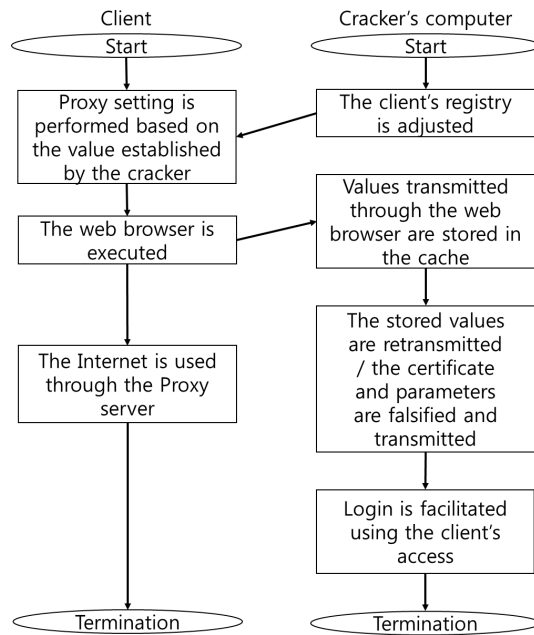 Client
Start
Proxy setting is
performed based on
the value established
by the cracker
The web browser is
executed
The Internet is used
through the Proxy
server
Termination
Cracker's computer
Start
The client's registry
is adjusted
Values transmitted
through the web
browser are stored in
the cache
The stored values
are retransmitted
/ the certificate
and parameters
are falsified and
transmitted
Login is facilitated
using the client's
access
Termination